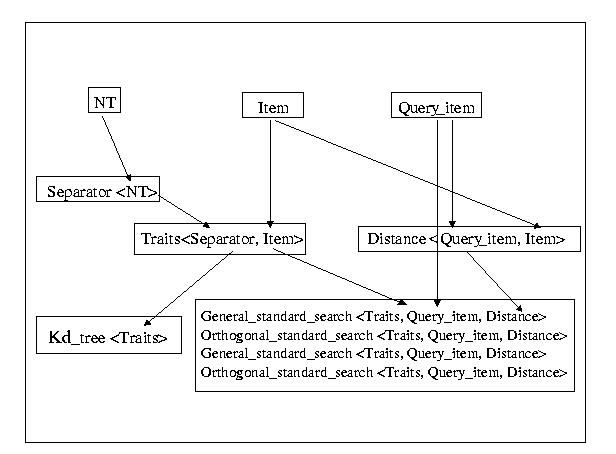 NT
Item
Query_item
Separator <NT>
Traits<Separator, Item>
Distance <Query_item, Item>
Kd_tree <Traits>
General_standard_search <Traits, Query_item, Distance>
Orthogonal_standard_search <Traits, Query_item, Distance>
General_standard_search <Traits, Query_item, Distance>
Orthogonal_standard_search <Traits, Query_item, Distance>